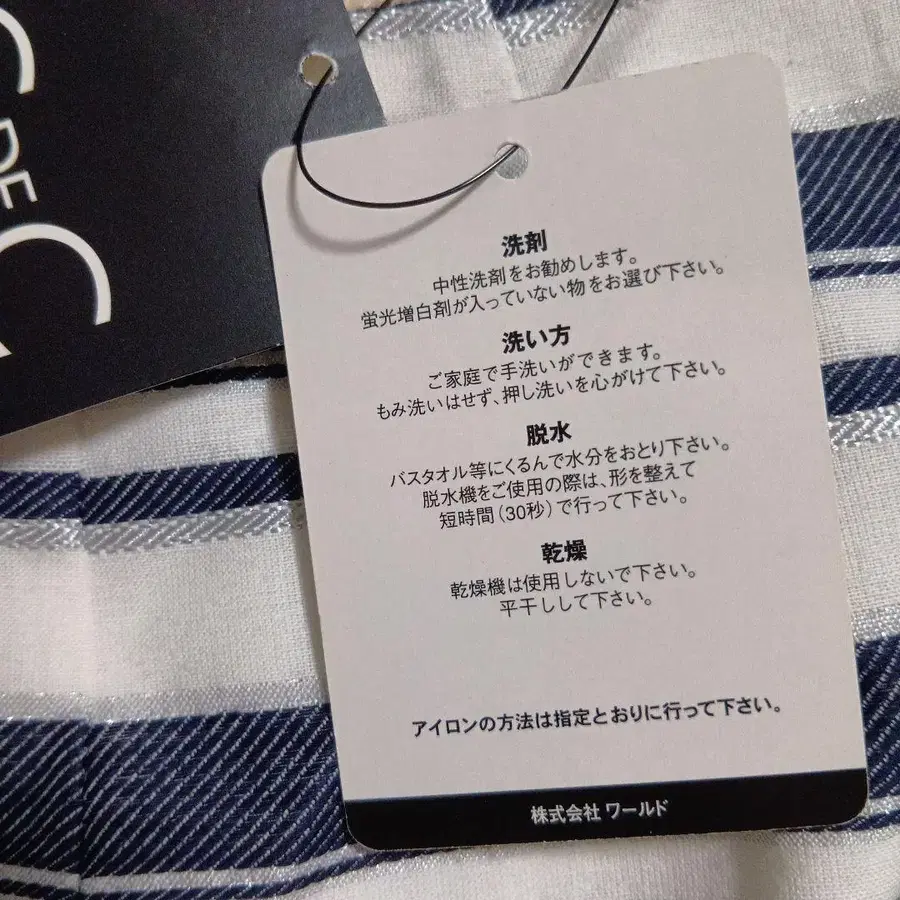 DE
C
洗剤
中性洗剤をお勧めします。
蛍光増白剤が入っていない物をお選び下さい。
洗い方
ご家庭で手洗いができます。
もみ洗いはせず、押し洗いを心がけて下さい。
脱水
バスタオル等にくるんで水分をおとり下さい。
脱水機をご使用の際は、形を整えて
短時間（30秒）で行って下さい。
乾燥
乾燥機は使用しないで下さい。
平干しして下さい。
アイロンの方法は指定とおりに行って下さい。
株式会社 ワールド